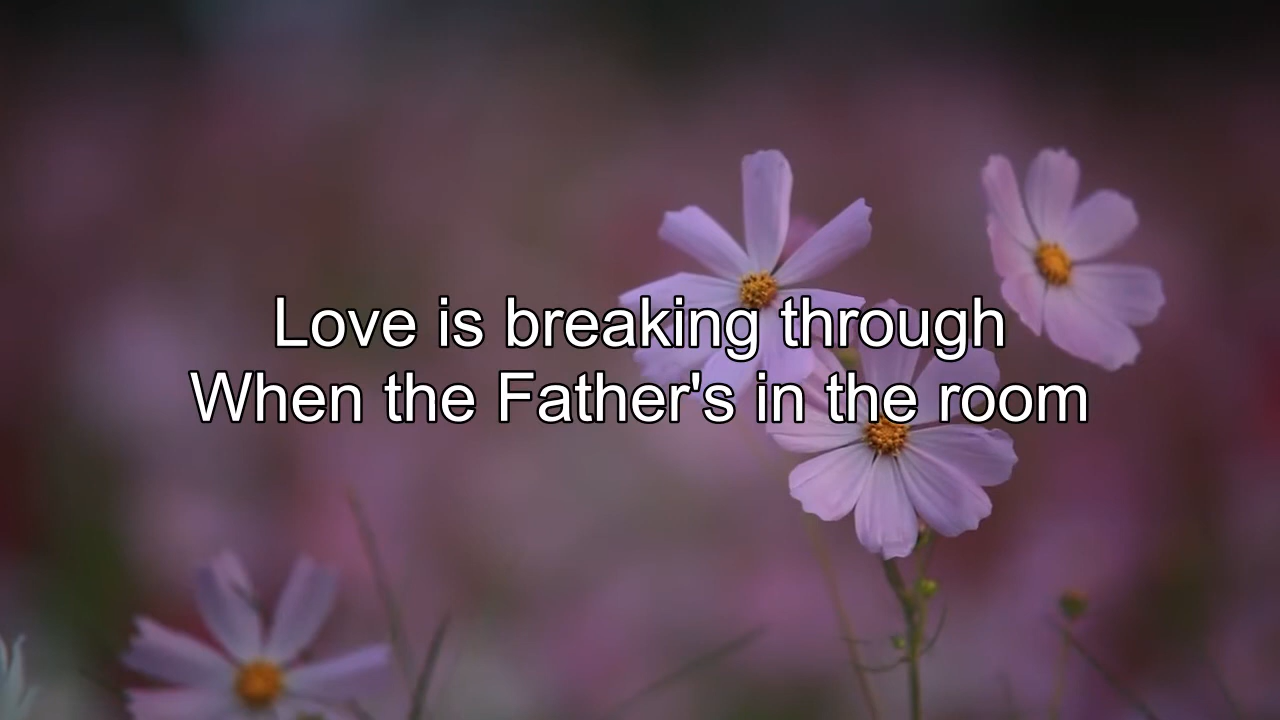 Love is breaking through
When the Father's in the room